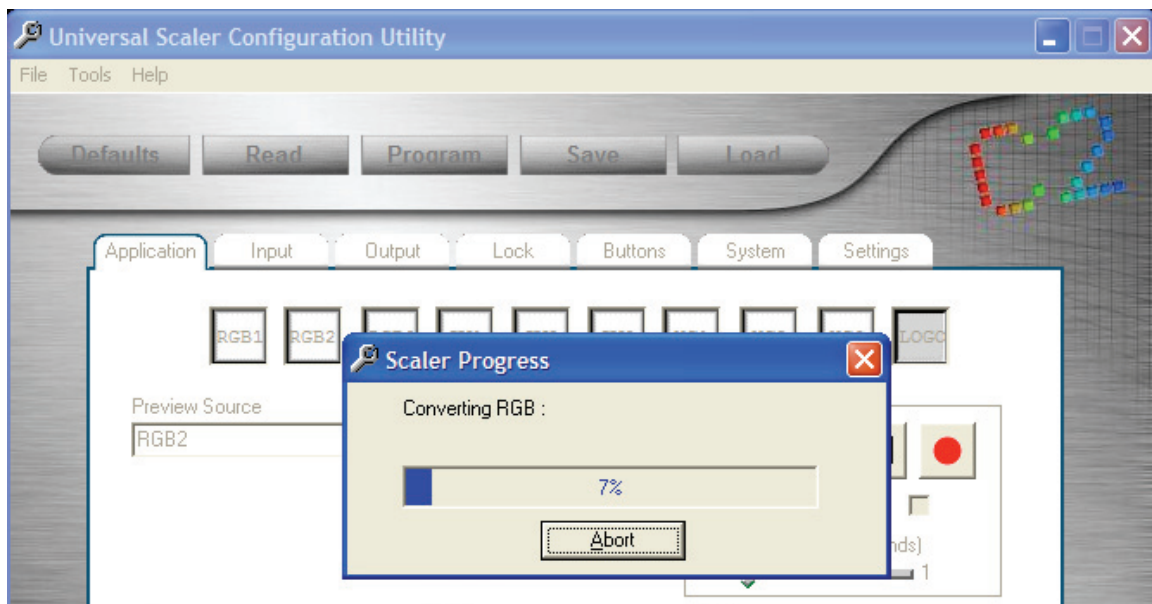 Universal Scaler Configuration Utility
File Tools Help
Defaults Read Program Save Load
C2
Application Input Output Lock Buttons System Settings
RGB1 RGB2 LOGO
Scaler Progress
Preview Source
RGB2
Converting RGB :
7%
Abort
1